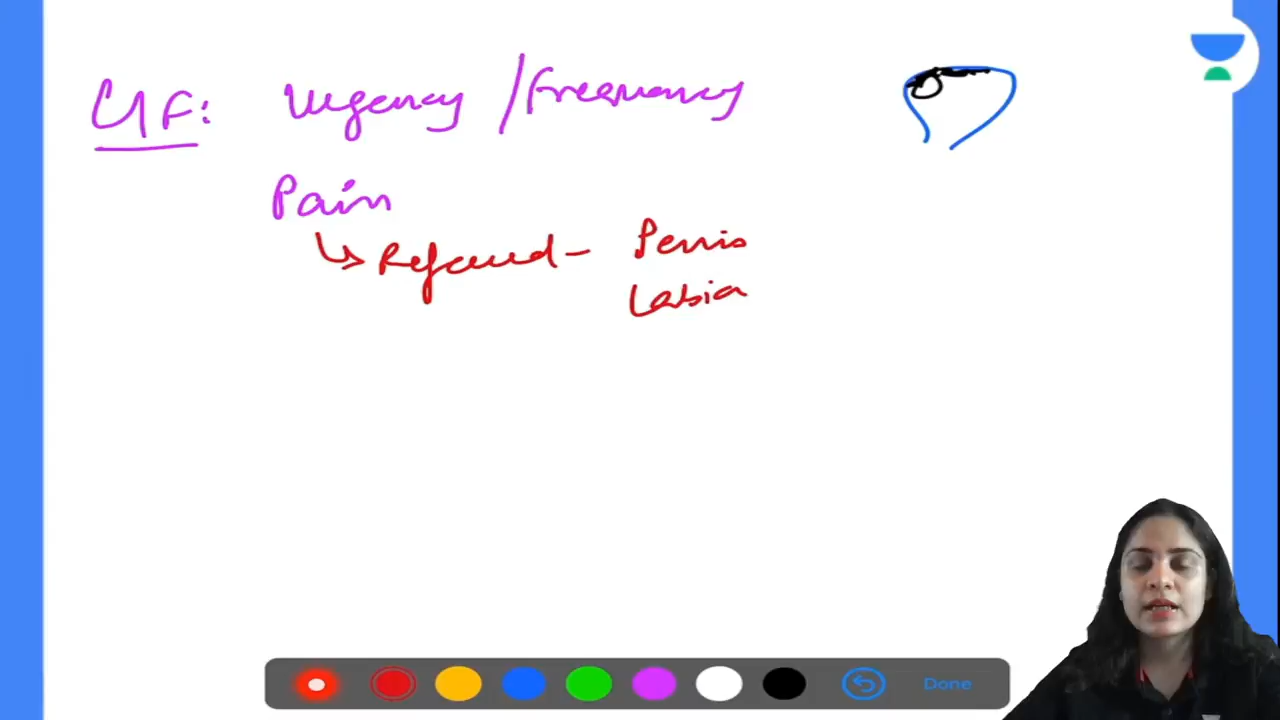 C/F: Urgency / Frequency
Pain
↳ Referred - Penis
Labia
Done